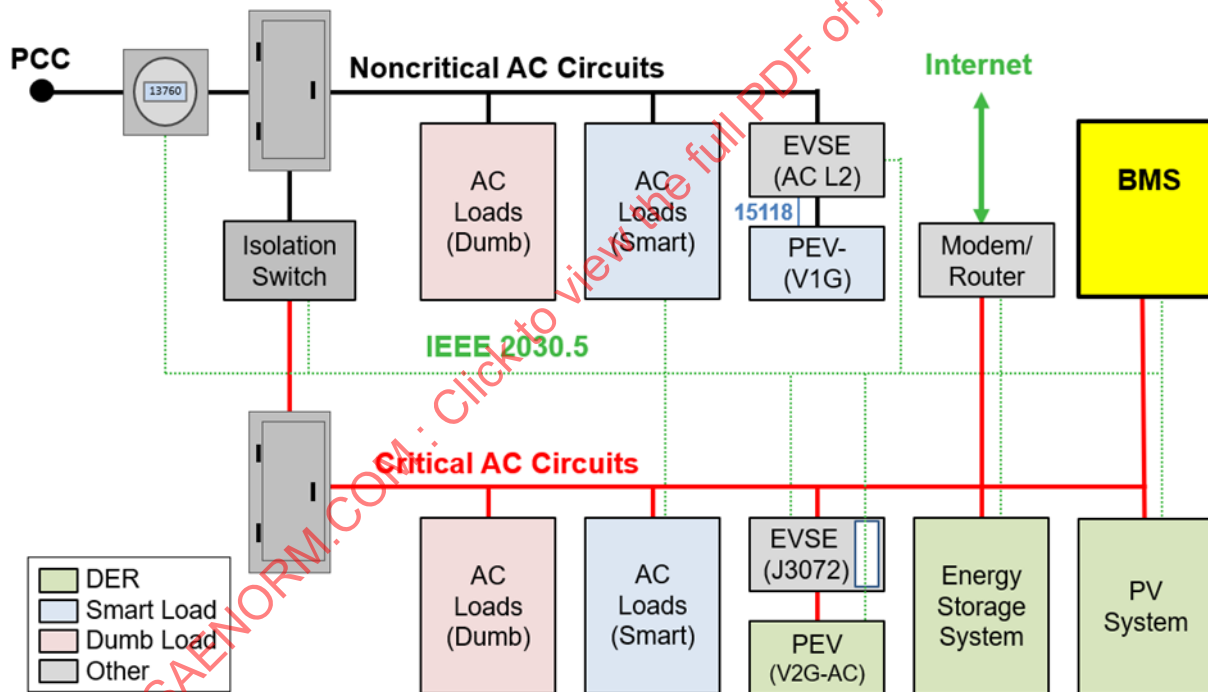 PCC
13760
Noncritical AC Circuits
Internet
AC
Loads
(Dumb)
AC
Loads
(Smart)
EVSE
(AC L2)
15118
PEV-
(V1G)
Modem/
Router
BMS
Isolation
Switch
IEEE 2030.5
Critical AC Circuits
AC
Loads
(Dumb)
AC
Loads
(Smart)
EVSE
(J3072)
PEV
(V2G-AC)
Energy
Storage
System
PV
System
DER
Smart Load
Dumb Load
Other
SAENORM.COM : Click to view the full PDF of